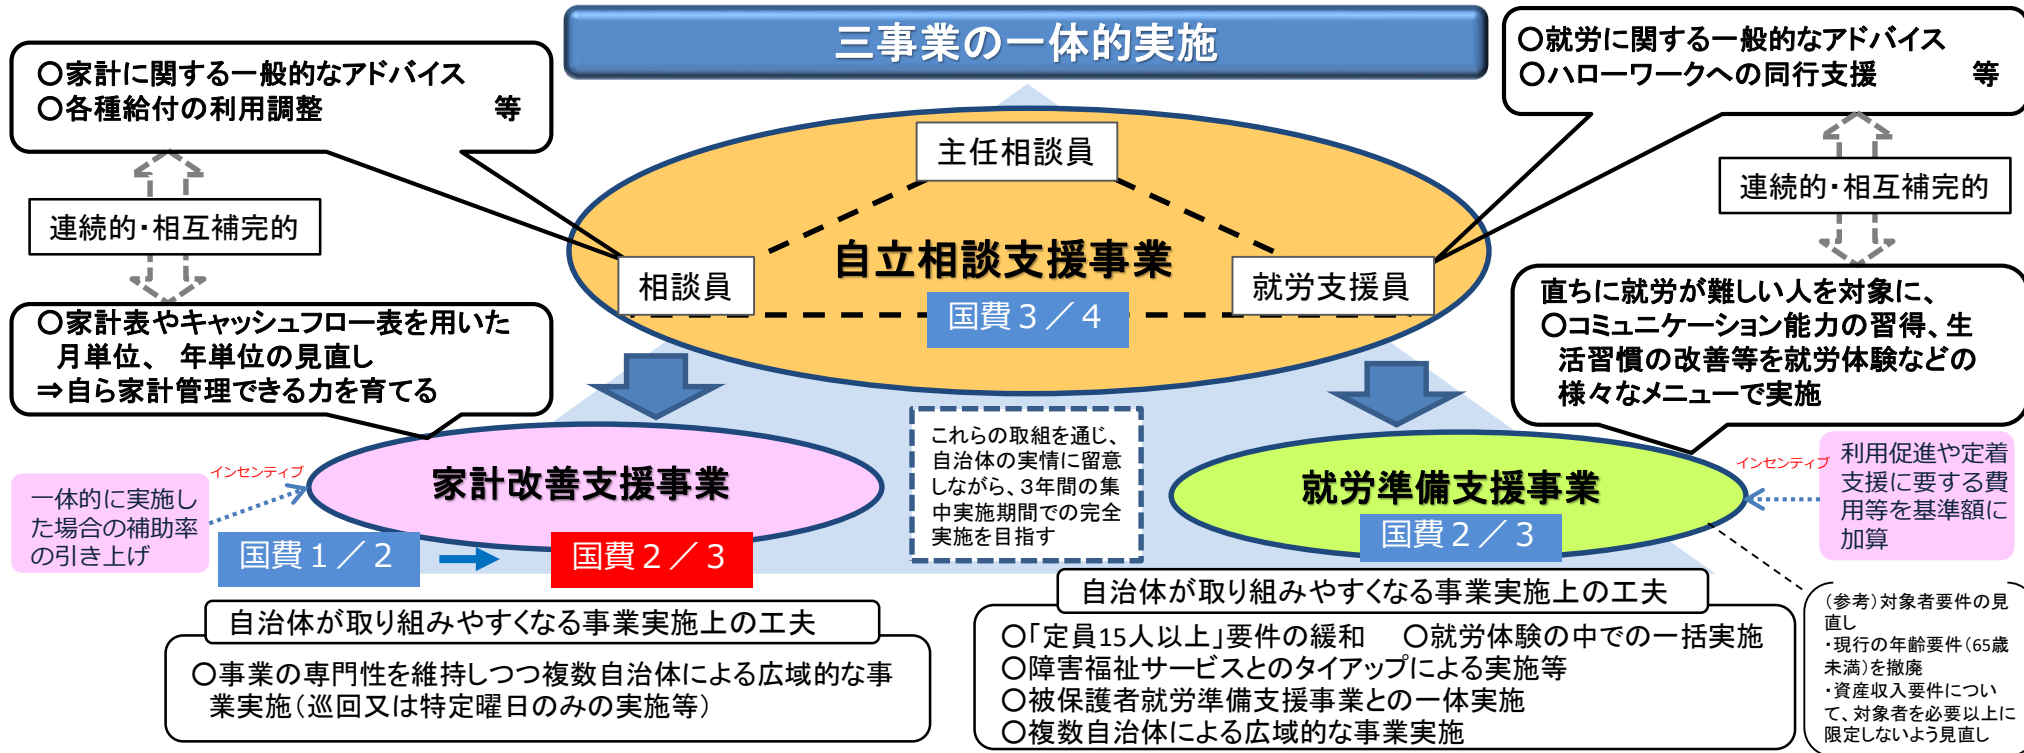 三事業の一体的実施
○家計に関する一般的なアドバイス
○各種給付の利用調整 等
○就労に関する一般的なアドバイス
○ハローワークへの同行支援 等
主任相談員
連続的・相互補完的
連続的・相互補完的
自立相談支援事業
相談員
就労支援員
国費3/4
○家計表やキャッシュフロー表を用いた
月単位、 年単位の見直し
⇒自ら家計管理できる力を育てる
直ちに就労が難しい人を対象に、
○コミュニケーション能力の習得、生
活習慣の改善等を就労体験などの
様々なメニューで実施
これらの取組を通じ、
自治体の実情に留意
しながら、3年間の集
中実施期間での完全
実施を目指す
インセンティブ
一体的に実施し
た場合の補助率
の引き上げ
家計改善支援事業
国費1/2
国費2/3
就労準備支援事業
国費2/3
インセンティブ
利用促進や定着
支援に要する費
用等を基準額に
加算
自治体が取り組みやすくなる事業実施上の工夫
○事業の専門性を維持しつつ複数自治体による広域的な事
業実施(巡回又は特定曜日のみの実施等)
自治体が取り組みやすくなる事業実施上の工夫
○「定員15人以上」要件の緩和 ○就労体験の中での一括実施
○障害福祉サービスとのタイアップによる実施等
○被保護者就労準備支援事業との一体実施
○複数自治体による広域的な事業実施
(参考)対象者要件の見
直し
・現行の年齢要件(65歳
未満)を撤廃
・資産収入要件につい
て、対象者を必要以上に
限定しないよう見直し